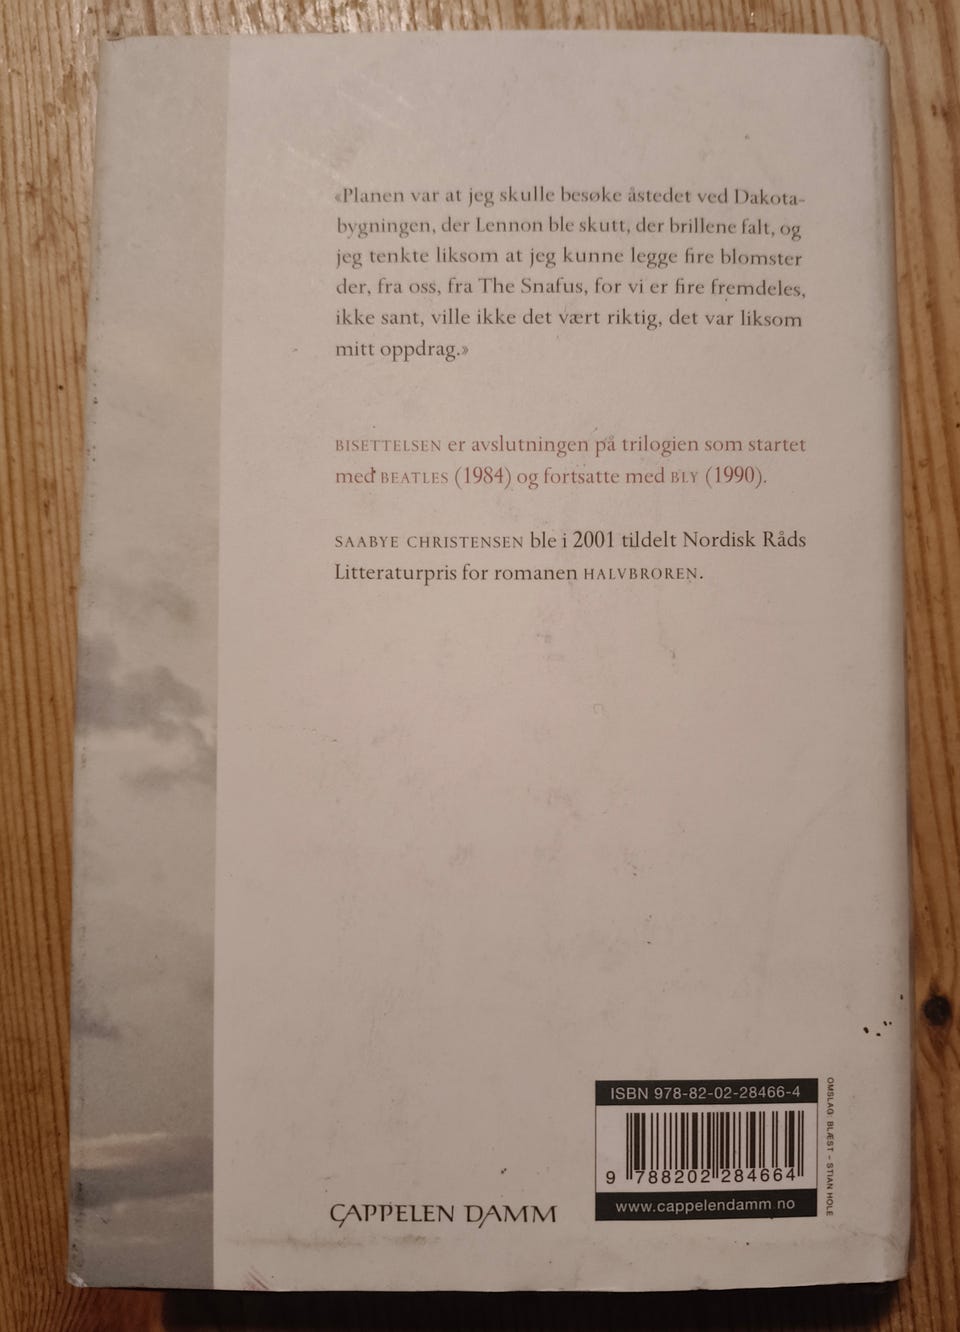 «Planen var at jeg skulle besøke åstedet ved Dakota-
bygningen, der Lennon ble skutt, der brillene falt, og
jeg tenkte liksom at jeg kunne legge fire blomster
der, fra oss, fra The Snafus, for vi er fire fremdeles,
ikke sant, ville ikke det vært riktig, det var liksom
mitt oppdrag.»
BISETTELSEN er avslutningen på trilogien som startet
med BEATLES (1984) og fortsatte med BLY (1990).
SAABYE CHRISTENSEN ble i 2001 tildelt Nordisk Råds
Litteraturpris for romanen HALVBROREN.
ISBN 978-82-02-28466-4
9 788202 284664
www.cappelendamm.no
OMSLAG: BLÆST – STIAN HOLE
CAPPELEN DAMM